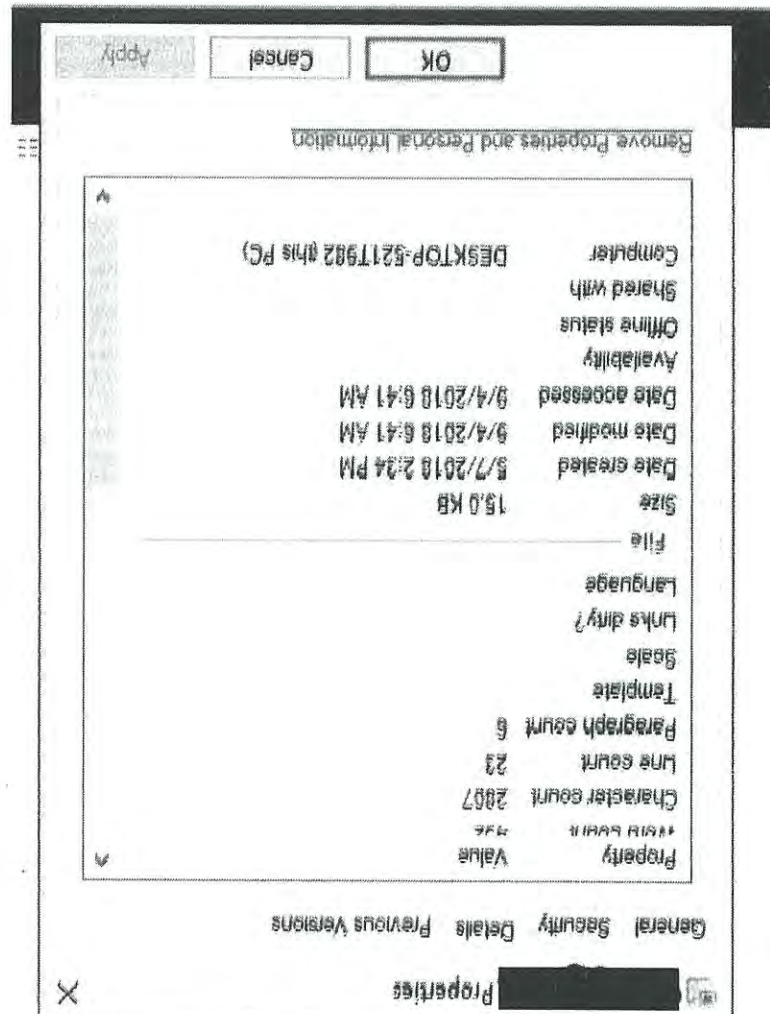 Properties
General Security Details Previous Versions
Property Value
Character count 2807
Line count 23
Paragraph count 6
Template
Scale
Links dirty?
Language
File
Size 15.0 KB
Date created 5/7/2018 2:34 PM
Date modified 9/4/2018 6:41 AM
Date accessed 9/4/2018 6:41 AM
Availability
Offline status
Shared with
Computer DESKTOP-521T982 (this PC)
Remove Properties and Personal Information
OK Cancel Apply